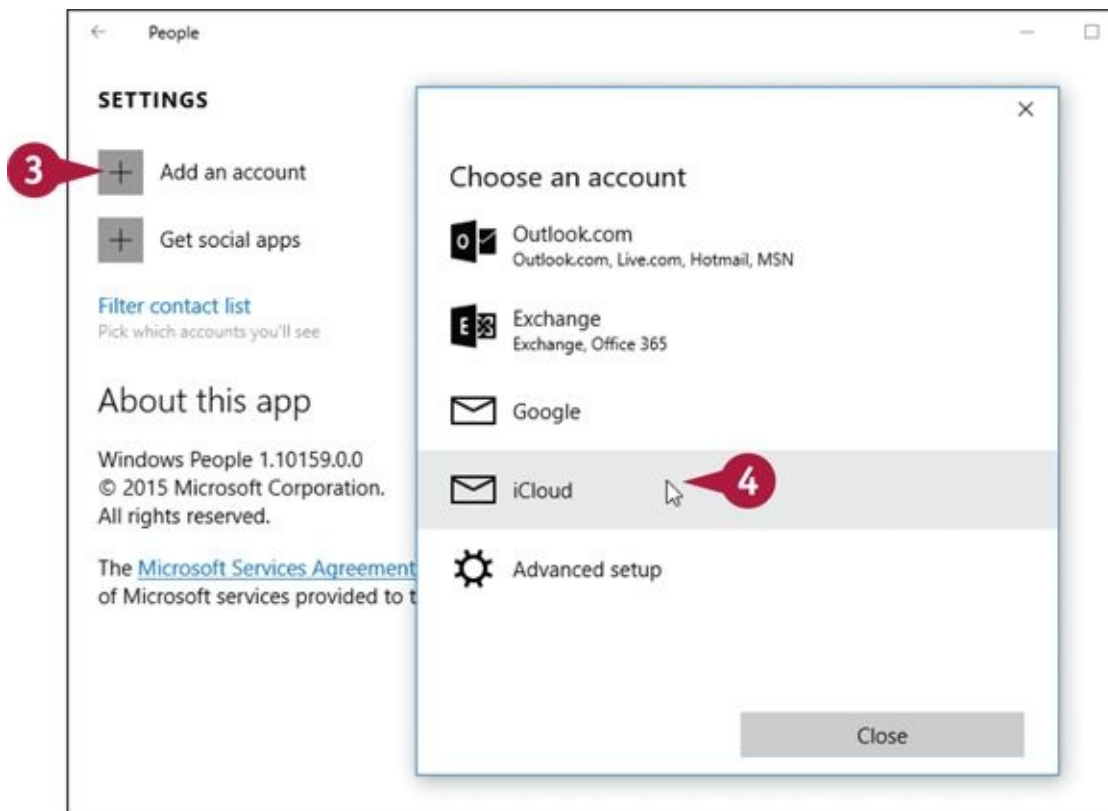 People
SETTINGS
3
Add an account
Get social apps
Filter contact list
Pick which accounts you'll see
About this app
Windows People 1.10159.0.0
© 2015 Microsoft Corporation.
All rights reserved.
The Microsoft Services Agreement
of Microsoft services provided to t
Choose an account
Outlook.com
Outlook.com, Live.com, Hotmail, MSN
Exchange
Exchange, Office 365
Google
iCloud
4
Advanced setup
Close